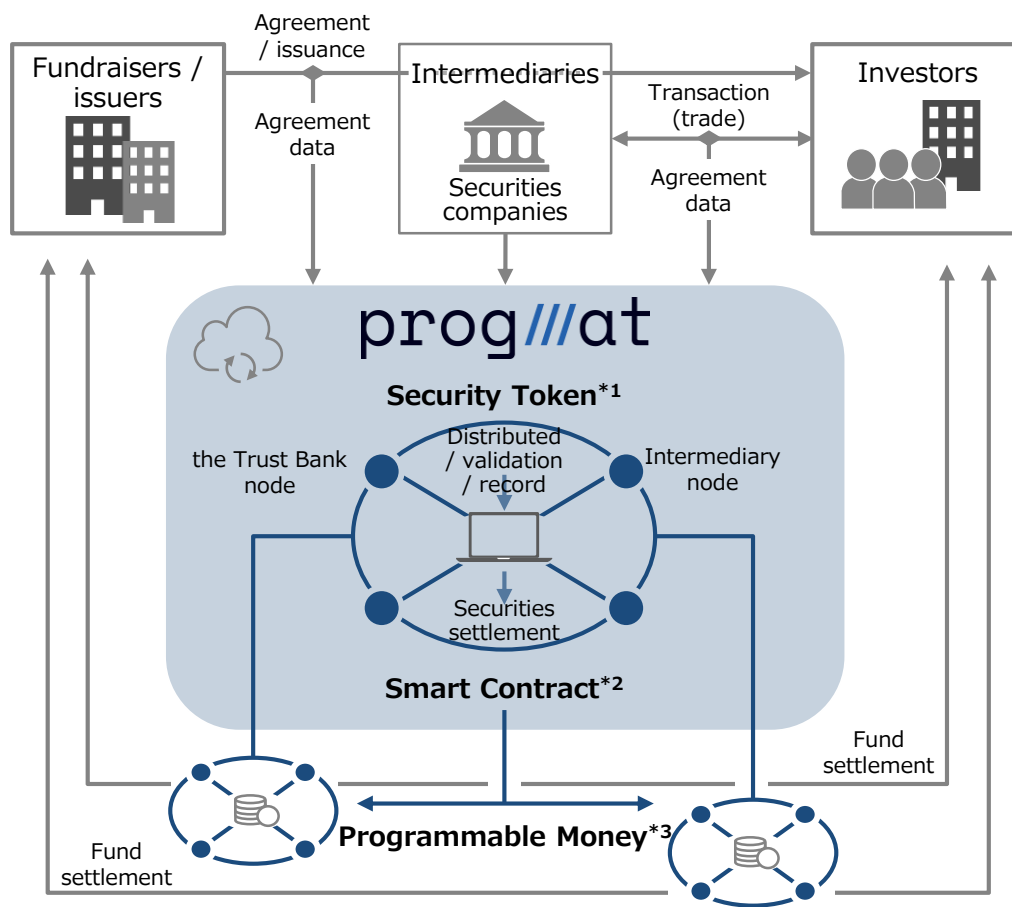 Agreement
/ issuance
Fundraisers /
issuers
Intermediaries
Investors
Transaction
(trade)
Agreement
data
Securities
companies
Agreement
data
prog///at
Security Token*1
Distributed
/ validation
/ record
the Trust Bank
node
Intermediary
node
Securities
settlement
Smart Contract*2
Fund
settlement
Programmable Money*3
Fund
settlement